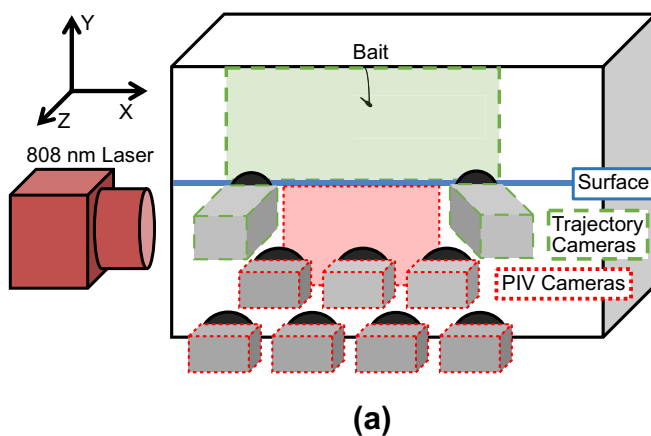 Y
X
Z
Bait
808 nm Laser
Surface
Trajectory
Cameras
PIV Cameras
(a)